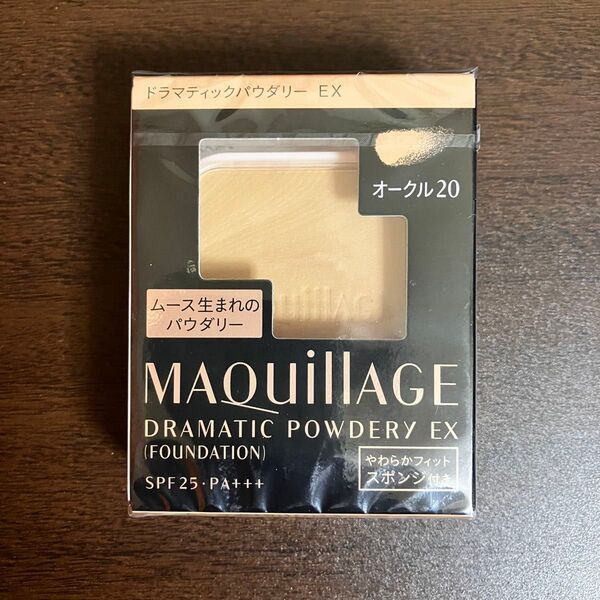 ドラマティックパウダリー EX
オークル20
MAQuillAGE
ムース生まれの
パウダリー
MAQuillAGE
DRAMATIC POWDERY EX
(FOUNDATION)
SPF25・PA+++
やわらかフィット
スポンジ付き